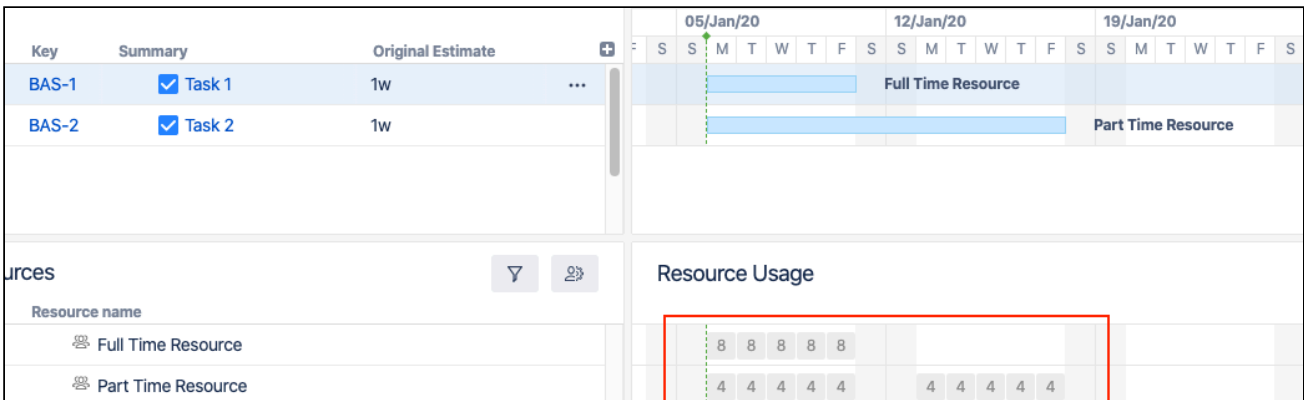 05/Jan/20 12/Jan/20 19/Jan/20
Key Summary Original Estimate
F S S M T W T F S S M T W T F S S M T W T F S
BAS-1 Task 1 1w ...
Full Time Resource
BAS-2 Task 2 1w
Part Time Resource
urces
Resource Usage
Resource name
Full Time Resource
8 8 8 8 8
Part Time Resource
4 4 4 4 4 4 4 4 4 4